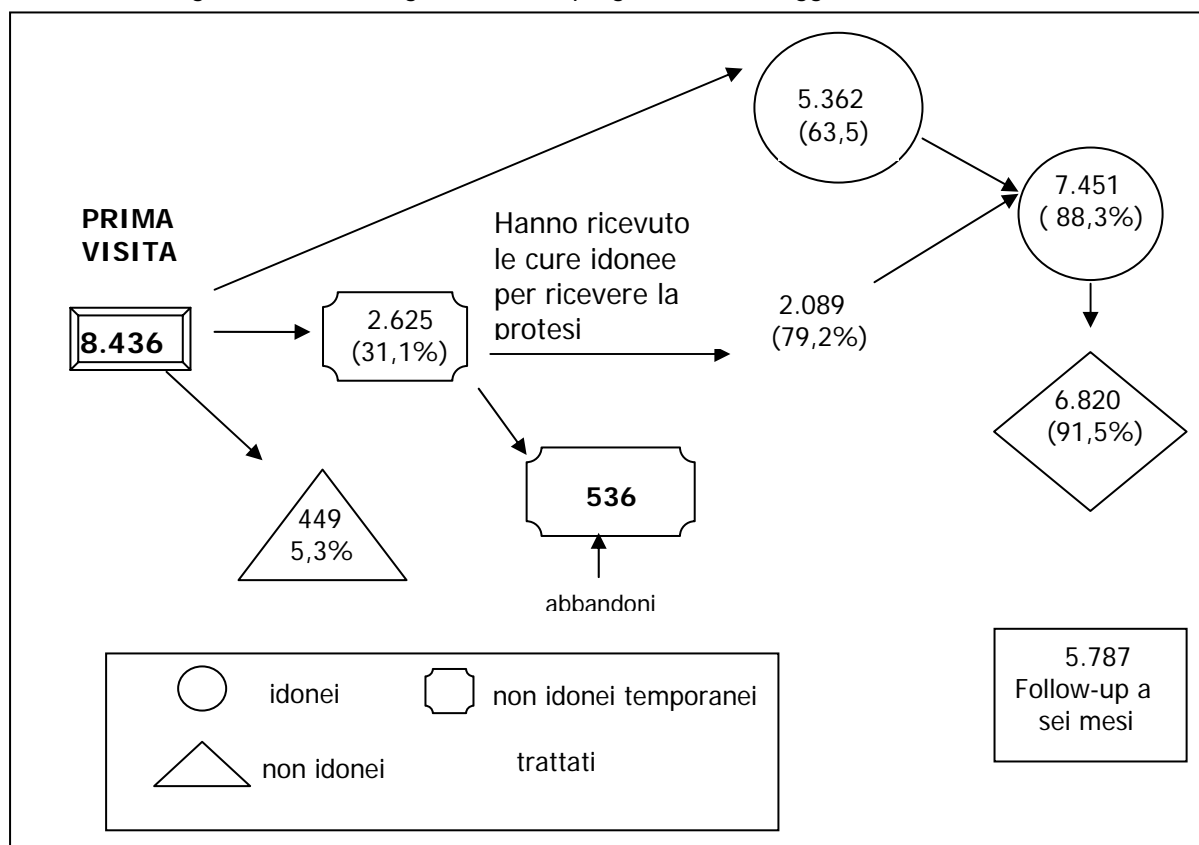 5.362
(63,5)
7.451
( 88,3%)
PRIMA
VISITA
Hanno ricevuto
le cure idonee
per ricevere la
protesi
8.436
2.625
(31,1%)
2.089
(79,2%)
6.820
(91,5%)
536
449
5,3%
abbandoni
5.787
Follow-up a
sei mesi
idonei
non idonei temporanei
non idonei
trattati